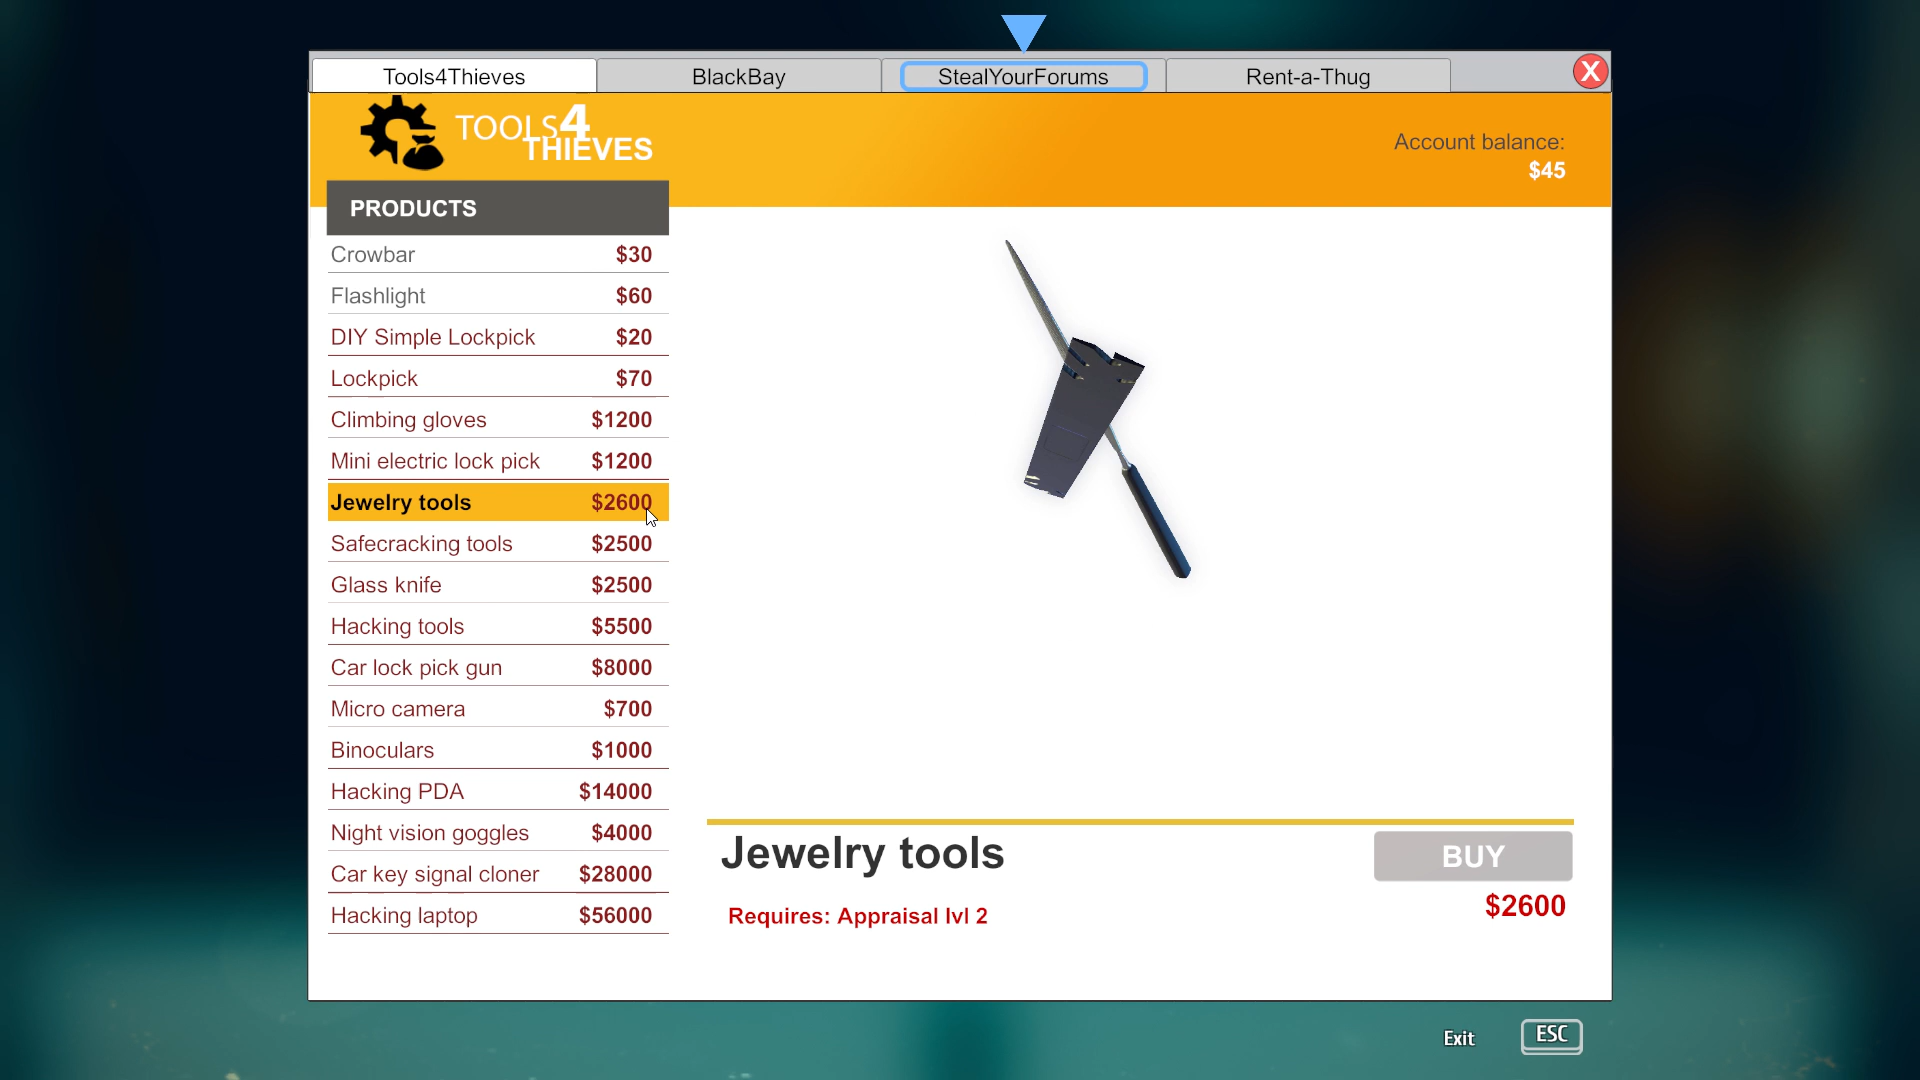 Tools4Thieves
BlackBay
StealYourForums
Rent-a-Thug
X
TOOLS4
THIEVES
Account balance:
$45
PRODUCTS
Crowbar $30
Flashlight $60
DIY Simple Lockpick $20
Lockpick $70
Climbing gloves $1200
Mini electric lock pick $1200
Jewelry tools $2600
Safecracking tools $2500
Glass knife $2500
Hacking tools $5500
Car lock pick gun $8000
Micro camera $700
Binoculars $1000
Hacking PDA $14000
Night vision goggles $4000
Car key signal cloner $28000
Hacking laptop $56000
Jewelry tools
BUY
Requires: Appraisal lvl 2
$2600
Exit ESC